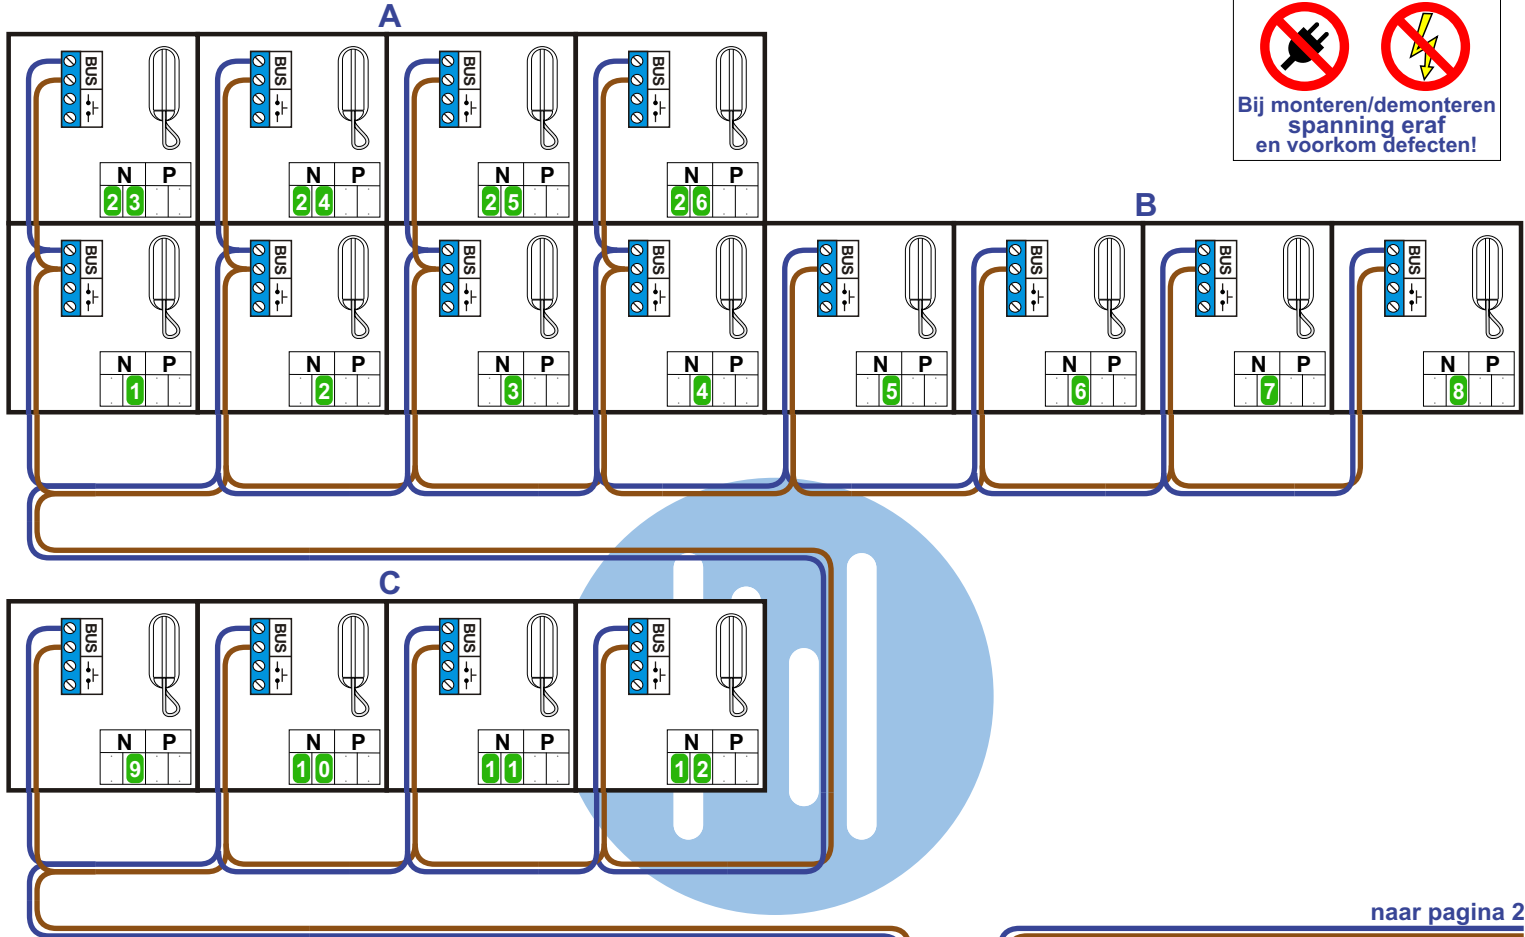 A
Bij monteren/demonteren
spanning eraf
en voorkom defecten!
BUS BUS BUS BUS
N P N P N P N P
23 24 25 26
B
BUS BUS BUS BUS BUS BUS BUS BUS
N P N P N P N P N P N P N P N P
1 2 3 4 5 6 7 8
C
BUS BUS BUS BUS
N P N P N P N P
9 10 11 12
naar pagina 2